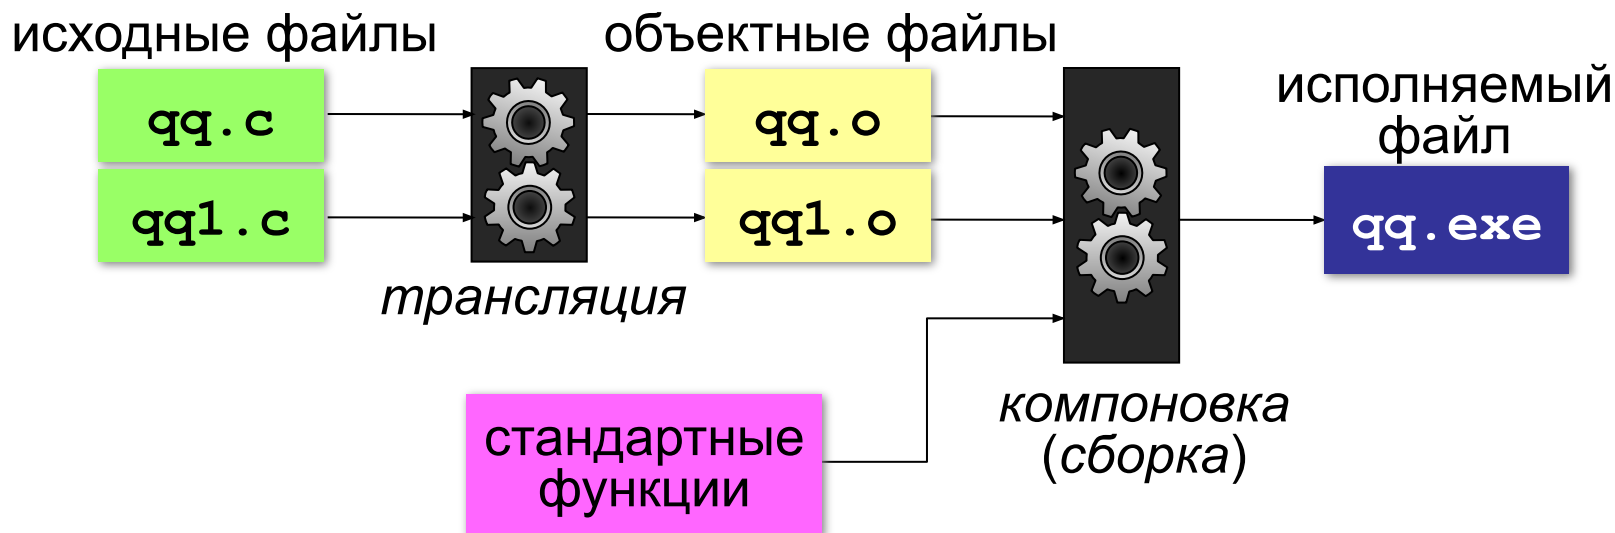 исходные файлы
объектные файлы
исполняемый
файл
qq.c
qq.o
qq1.c
qq1.o
qq.exe
трансляция
компоновка
(сборка)
стандартные
функции